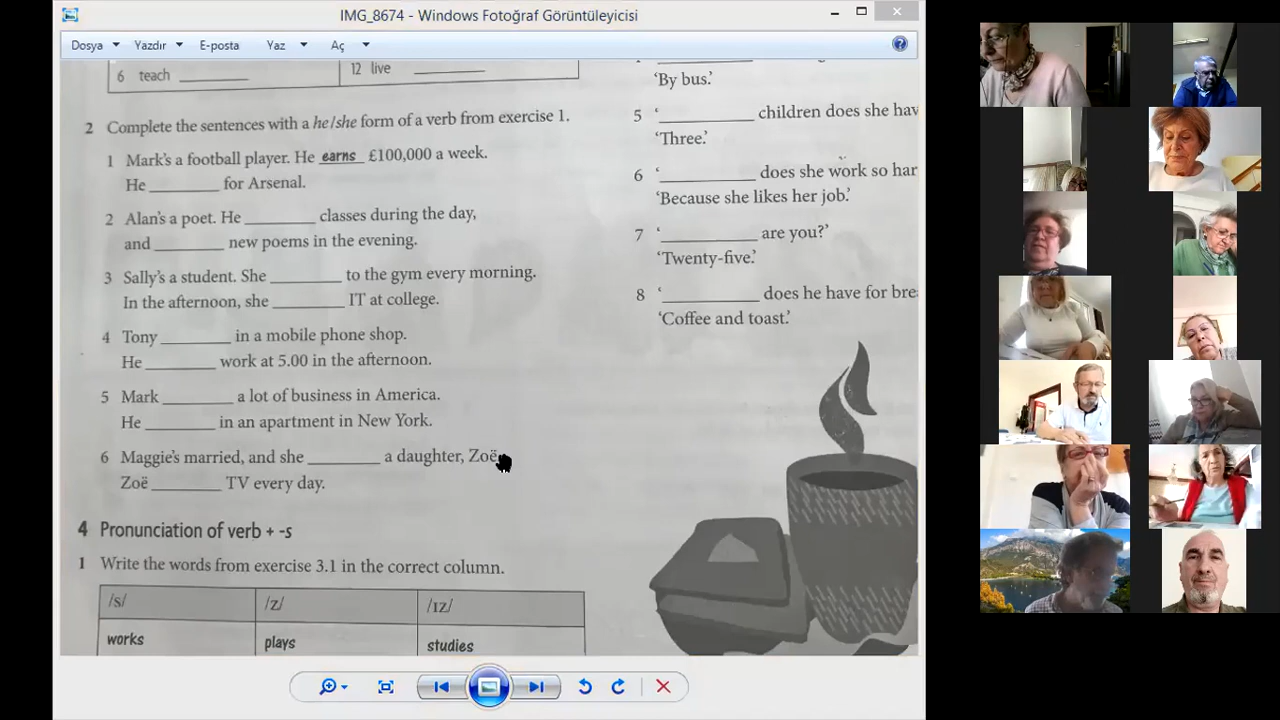 IMG_8674 - Windows Fotoğraf Görüntüleyicisi
Dosya Yazdır E-posta Yaz Aç
6 teach ________ 12 live ________
2 Complete the sentences with a he/she form of a verb from exercise 1.
1 Mark's a football player. He earns £100,000 a week.
He ________ for Arsenal.
2 Alan's a poet. He ________ classes during the day,
and ________ new poems in the evening.
3 Sally's a student. She ________ to the gym every morning.
In the afternoon, she ________ IT at college.
4 Tony ________ in a mobile phone shop.
He ________ work at 5.00 in the afternoon.
5 Mark ________ a lot of business in America.
He ________ in an apartment in New York.
6 Maggie's married, and she ________ a daughter, Zoë
Zoë ________ TV every day.
4 Pronunciation of verb + -s
1 Write the words from exercise 3.1 in the correct column.
/s/ /z/ /ɪz/
works plays studies
'By bus.'
5 '________ children does she hav
'Three.'
6 '________ does she work so har
'Because she likes her job.'
7 '________ are you?'
'Twenty-five.'
8 '________ does he have for bre
'Coffee and toast.'